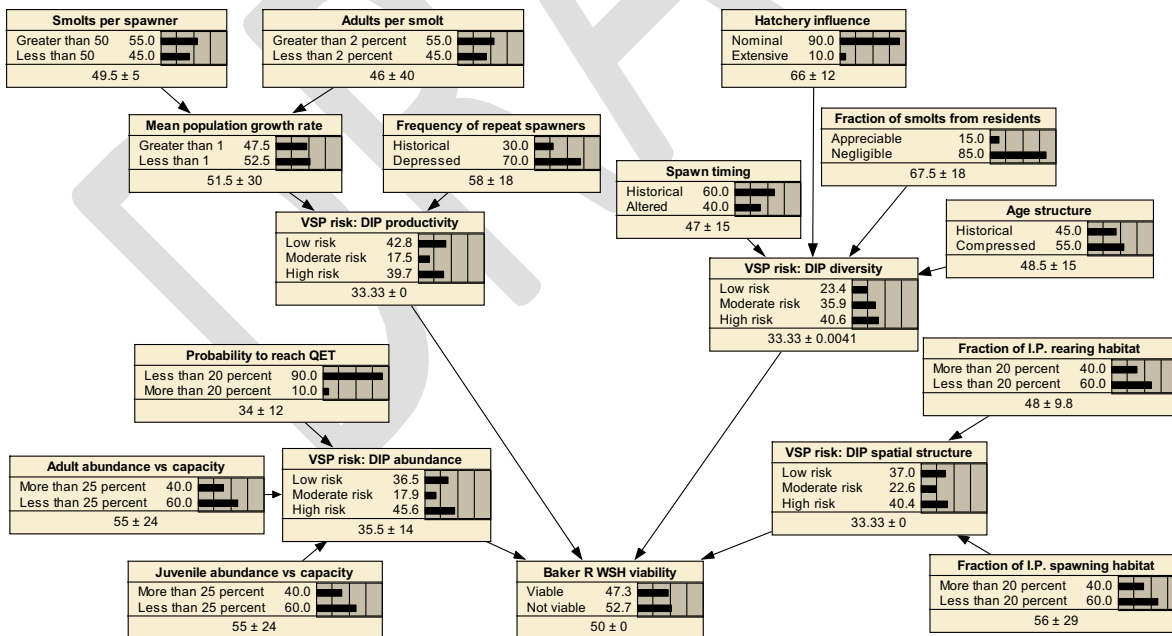 Smolts per spawner
Greater than 50 55.0
Less than 50 45.0
49.5 ± 5
Adults per smolt
Greater than 2 percent 55.0
Less than 2 percent 45.0
46 ± 40
Hatchery influence
Nominal 90.0
Extensive 10.0
66 ± 12
Mean population growth rate
Greater than 1 47.5
Less than 1 52.5
51.5 ± 30
Frequency of repeat spawners
Historical 30.0
Depressed 70.0
58 ± 18
Fraction of smolts from residents
Appreciable 15.0
Negligible 85.0
67.5 ± 18
Spawn timing
Historical 60.0
Altered 40.0
47 ± 15
Age structure
Historical 45.0
Compressed 55.0
48.5 ± 15
VSP risk: DIP productivity
Low risk 42.8
Moderate risk 17.5
High risk 39.7
33.33 ± 0
VSP risk: DIP diversity
Low risk 23.4
Moderate risk 35.9
High risk 40.6
33.33 ± 0.0041
Probability to reach QET
Less than 20 percent 90.0
More than 20 percent 10.0
34 ± 12
Fraction of I.P. rearing habitat
More than 20 percent 40.0
Less than 20 percent 60.0
48 ± 9.8
Adult abundance vs capacity
More than 25 percent 40.0
Less than 25 percent 60.0
55 ± 24
VSP risk: DIP abundance
Low risk 36.5
Moderate risk 17.9
High risk 45.6
35.5 ± 14
VSP risk: DIP spatial structure
Low risk 37.0
Moderate risk 22.6
High risk 40.4
33.33 ± 0
Juvenile abundance vs capacity
More than 25 percent 40.0
Less than 25 percent 60.0
55 ± 24
Baker R WSH viability
Viable 47.3
Not viable 52.7
50 ± 0
Fraction of I.P. spawning habitat
More than 20 percent 40.0
Less than 20 percent 60.0
56 ± 29